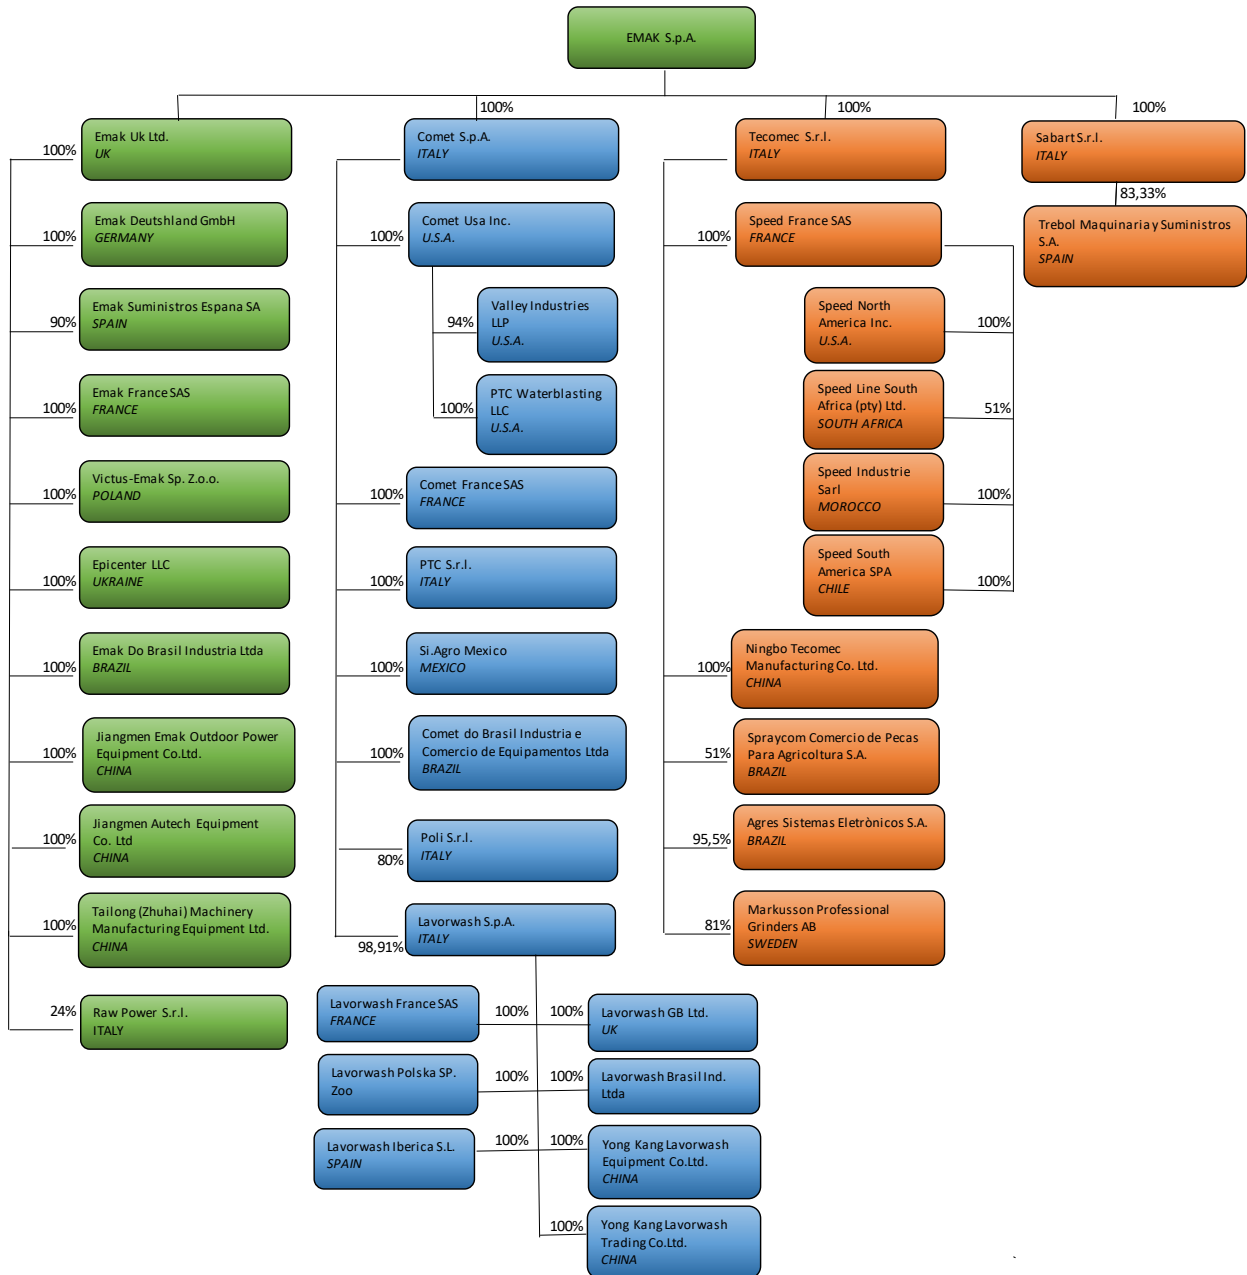 EMAK S.p.A.
100%
100%
100%
100%
Emak Uk Ltd.
UK
100%
Emak Deutshland GmbH
GERMANY
90%
Emak Suministros Espana SA
SPAIN
100%
Emak France SAS
FRANCE
100%
Victus-Emak Sp. Z.o.o.
POLAND
100%
Epicenter LLC
UKRAINE
100%
Emak Do Brasil Industria Ltda
BRAZIL
100%
Jiangmen Emak Outdoor Power
Equipment Co.Ltd.
CHINA
100%
Jiangmen Autech Equipment
Co. Ltd
CHINA
100%
Tailong (Zhuhai) Machinery
Manufacturing Equipment Ltd.
CHINA
24%
Raw Power S.r.l.
ITALY
Comet S.p.A.
ITALY
100%
Comet Usa Inc.
U.S.A.
94%
Valley Industries
LLP
U.S.A.
100%
PTC Waterblasting
LLC
U.S.A.
100%
Comet France SAS
FRANCE
100%
PTC S.r.l.
ITALY
100%
Si.Agro Mexico
MEXICO
100%
Comet do Brasil Industria e
Comercio de Equipamentos Ltda
BRAZIL
80%
Poli S.r.l.
ITALY
98,91%
Lavorwash S.p.A.
ITALY
Lavorwash France SAS
FRANCE
100%
100%
Lavorwash GB Ltd.
UK
Lavorwash Polska SP.
Zoo
100%
100%
Lavorwash Brasil Ind.
Ltda
Lavorwash Iberica S.L.
SPAIN
100%
100%
Yong Kang Lavorwash
Equipment Co.Ltd.
CHINA
100%
Yong Kang Lavorwash
Trading Co.Ltd.
CHINA
Tecomec S.r.l.
ITALY
100%
Speed France SAS
FRANCE
Speed North
America Inc.
U.S.A.
100%
Speed Line South
Africa (pty) Ltd.
SOUTH AFRICA
51%
Speed Industrie
Sarl
MOROCCO
100%
Speed South
America SPA
CHILE
100%
100%
Ningbo Tecomec
Manufacturing Co. Ltd.
CHINA
51%
Spraycom Comercio de Pecas
Para Agricoltura S.A.
BRAZIL
95,5%
Agres Sistemas Eletrònicos S.A.
BRAZIL
81%
Markusson Professional
Grinders AB
SWEDEN
Sabart S.r.l.
ITALY
83,33%
Trebol Maquinaria y Suministros
S.A.
SPAIN